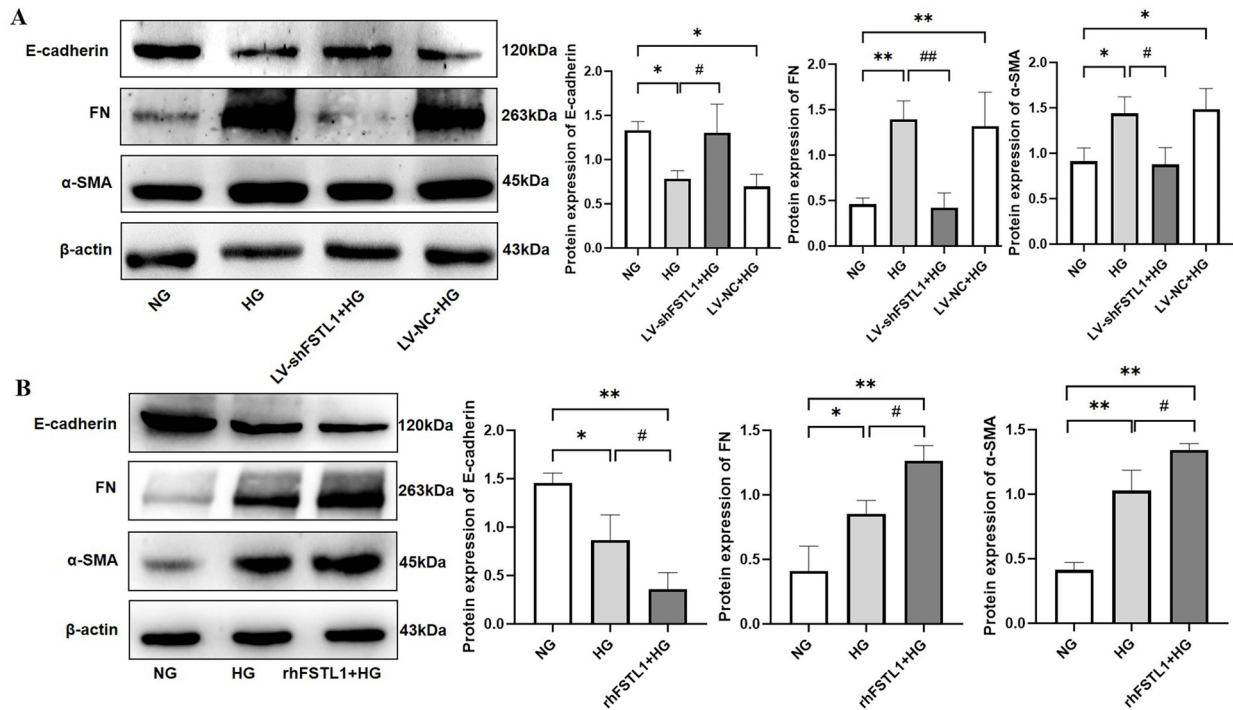 A
E-cadherin
120kDa
FN
263kDa
α-SMA
45kDa
β-actin
43kDa
NG
HG
LV-shFSTL1+HG
LV-NC+HG
Protein expression of E-cadherin
2.0
1.5
1.0
0.5
0.0
*
* #
NG
HG
LV-shFSTL1+HG
LV-NC+HG
Protein expression of FN
2.0
1.5
1.0
0.5
0.0
**
** ##
NG
HG
LV-shFSTL1+HG
LV-NC+HG
Protein expression of α-SMA
2.0
1.5
1.0
0.5
0.0
*
* #
NG
HG
LV-shFSTL1+HG
LV-NC+HG
B
E-cadherin
120kDa
FN
263kDa
α-SMA
45kDa
β-actin
43kDa
NG HG rhFSTL1+HG
Protein expression of E-cadherin
2.0
1.5
1.0
0.5
0.0
**
* #
NG
HG
rhFSTL1+HG
Protein expression of FN
1.5
1.0
0.5
0.0
**
* #
NG
HG
rhFSTL1+HG
Protein expression of α-SMA
1.5
1.0
0.5
0.0
**
** #
NG
HG
rhFSTL1+HG